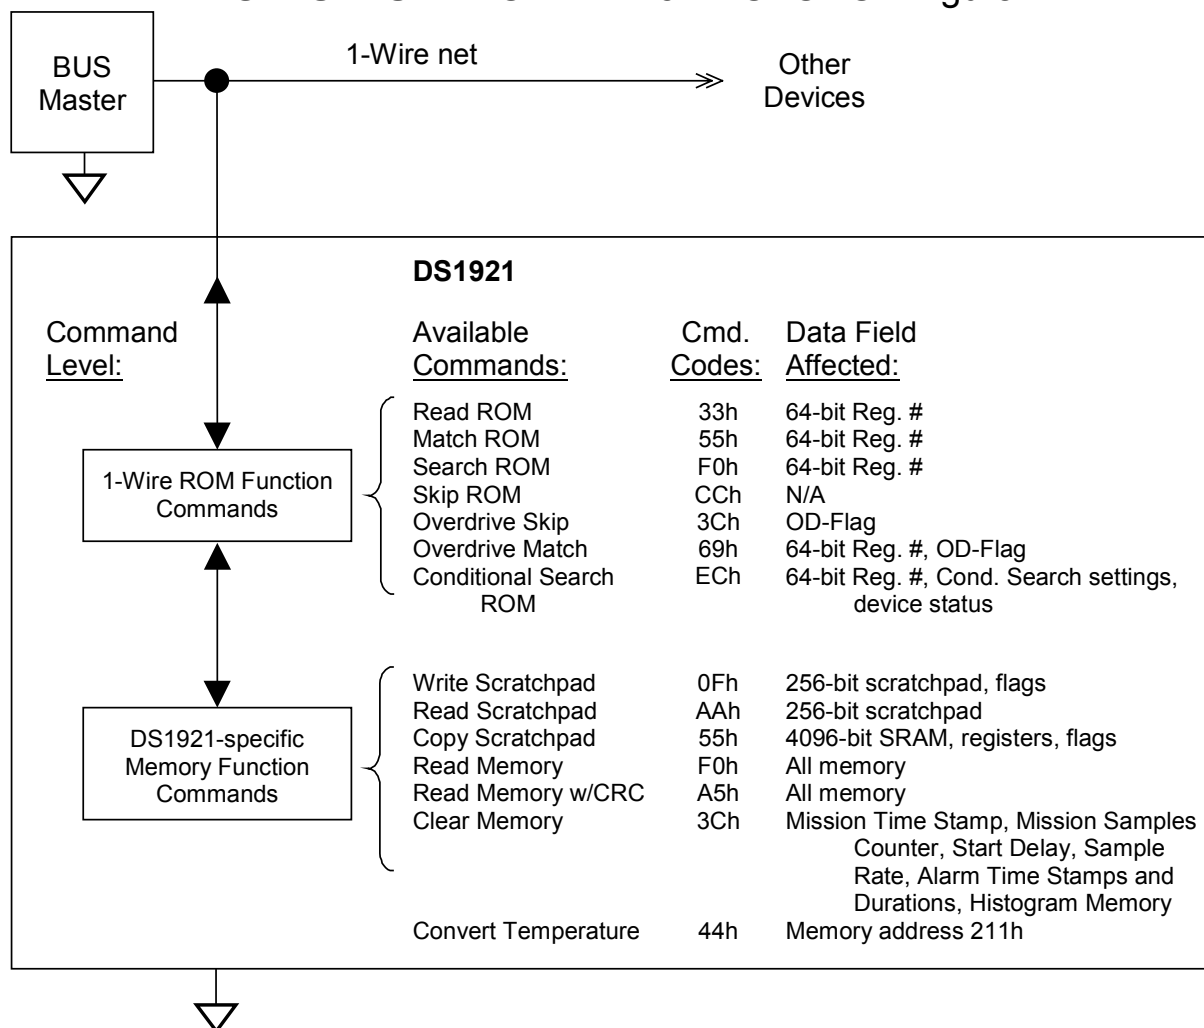 BUS
Master
1-Wire net
Other
Devices
DS1921
Command
Level:
Available
Commands:
Cmd.
Codes:
Data Field
Affected:
1-Wire ROM Function
Commands
Read ROM 33h 64-bit Reg. #
Match ROM 55h 64-bit Reg. #
Search ROM F0h 64-bit Reg. #
Skip ROM CCh N/A
Overdrive Skip 3Ch OD-Flag
Overdrive Match 69h 64-bit Reg. #, OD-Flag
Conditional Search ECh 64-bit Reg. #, Cond. Search settings,
ROM device status
DS1921-specific
Memory Function
Commands
Write Scratchpad 0Fh 256-bit scratchpad, flags
Read Scratchpad AAh 256-bit scratchpad
Copy Scratchpad 55h 4096-bit SRAM, registers, flags
Read Memory F0h All memory
Read Memory w/CRC A5h All memory
Clear Memory 3Ch Mission Time Stamp, Mission Samples
Counter, Start Delay, Sample
Rate, Alarm Time Stamps and
Durations, Histogram Memory
Convert Temperature 44h Memory address 211h